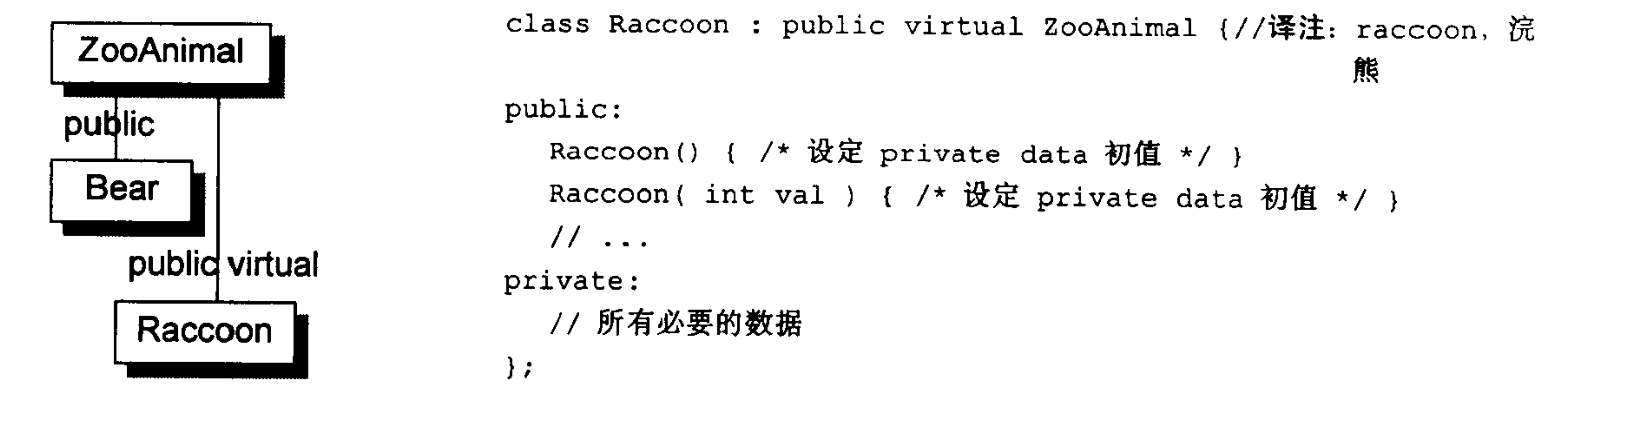 ZooAnimal
public
Bear
public virtual
Raccoon
class Raccoon : public virtual ZooAnimal {//译注: raccoon, 浣
熊
public:
Raccoon() { /* 设定 private data 初值 */ }
Raccoon( int val ) { /* 设定 private data 初值 */ }
// ...
private:
// 所有必要的数据
};